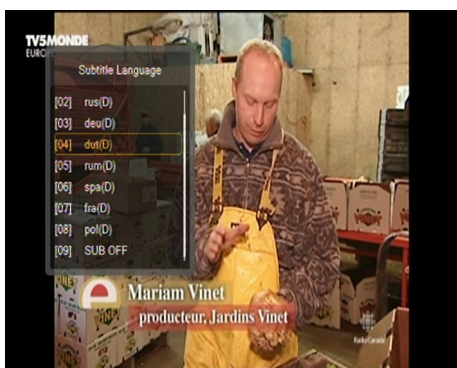 TV5MONDE
EUROPE
Subtitle Language
[02] rus(D)
[03] deu(D)
[04] dut(D)
[05] rum(D)
[06] spa(D)
[07] fra(D)
[08] pol(D)
[09] SUB OFF
Mariam Vinet
producteur, Jardins Vinet
Radio-Canada